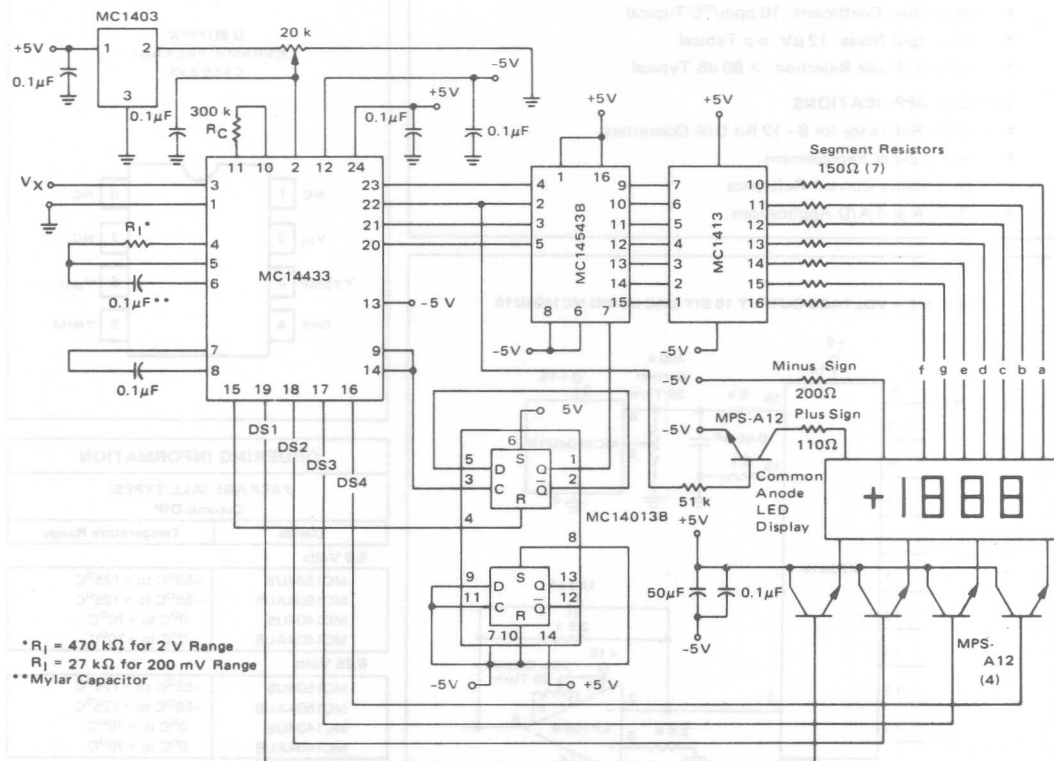 MC1403
+5V
1
2
3
0.1μF
20 k
-5V
+5V
0.1μF
300 k
RC
0.1μF
0.1μF
11
10
2
12
24
VX
3
1
RI*
4
5
6
0.1μF**
7
8
0.1μF
MC14433
23
22
21
20
13
-5 V
9
14
15
19
18
17
16
DS1
DS2
DS3
DS4
+5V
1
16
4
2
3
5
MC14543B
9
10
11
12
13
14
15
8
6
7
-5V
+5V
7
6
5
4
3
2
1
MC1413
10
11
12
13
14
15
-5V
Segment Resistors
150Ω (7)
f
g
e
d
c
b
a
Minus Sign
-5V
200Ω
MPS-A12
Plus Sign
-5V
110Ω
51 k
Common
Anode
LED
Display
+1888
5V
6
5
D
S
Q
1
3
C
Q
2
R
4
MC14013B
8
9
D
S
Q
13
11
C
Q
12
R
7
10
14
-5V
+5 V
+5V
50μF
0.1μF
-5V
MPS-
A12
(4)
*RI = 470 kΩ for 2 V Range
RI = 27 kΩ for 200 mV Range
**Mylar Capacitor